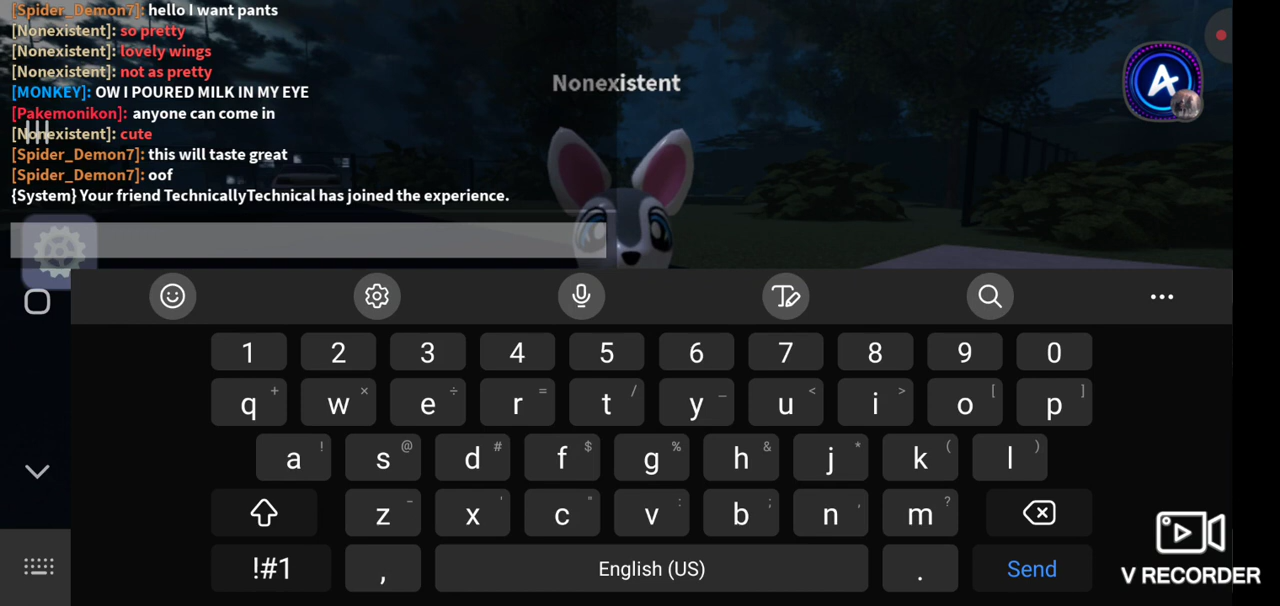 [Spider_Demon7]: hello I want pants
[Nonexistent]: so pretty
[Nonexistent]: lovely wings
[Nonexistent]: not as pretty
[MONKEY]: OW I POURED MILK IN MY EYE
[Pakemonikon]: anyone can come in
[Nonexistent]: cute
[Spider_Demon7]: this will taste great
[Spider_Demon7]: oof
{System} Your friend TechnicallyTechnical has joined the experience.
Nonexistent
A
1 2 3 4 5 6 7 8 9 0
q + w × e ÷ r = t / y _ u < i > o [ p ]
a ! s @ d # f $ g % h & j * k ( l )
z - x ' c " v : b ; n , m ?
!#1 , English (US) . Send
V RECORDER